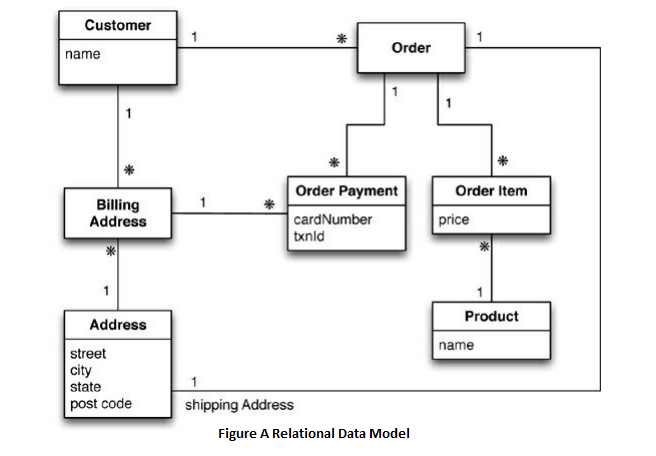 Customer
name
1
*
Order
1
1
*
1
1
*
*
Billing
Address
1
*
Order Payment
cardNumber
txnId
Order Item
price
*
1
*
1
Address
street
city
state
post code
Product
name
1
shipping Address
Figure A Relational Data Model